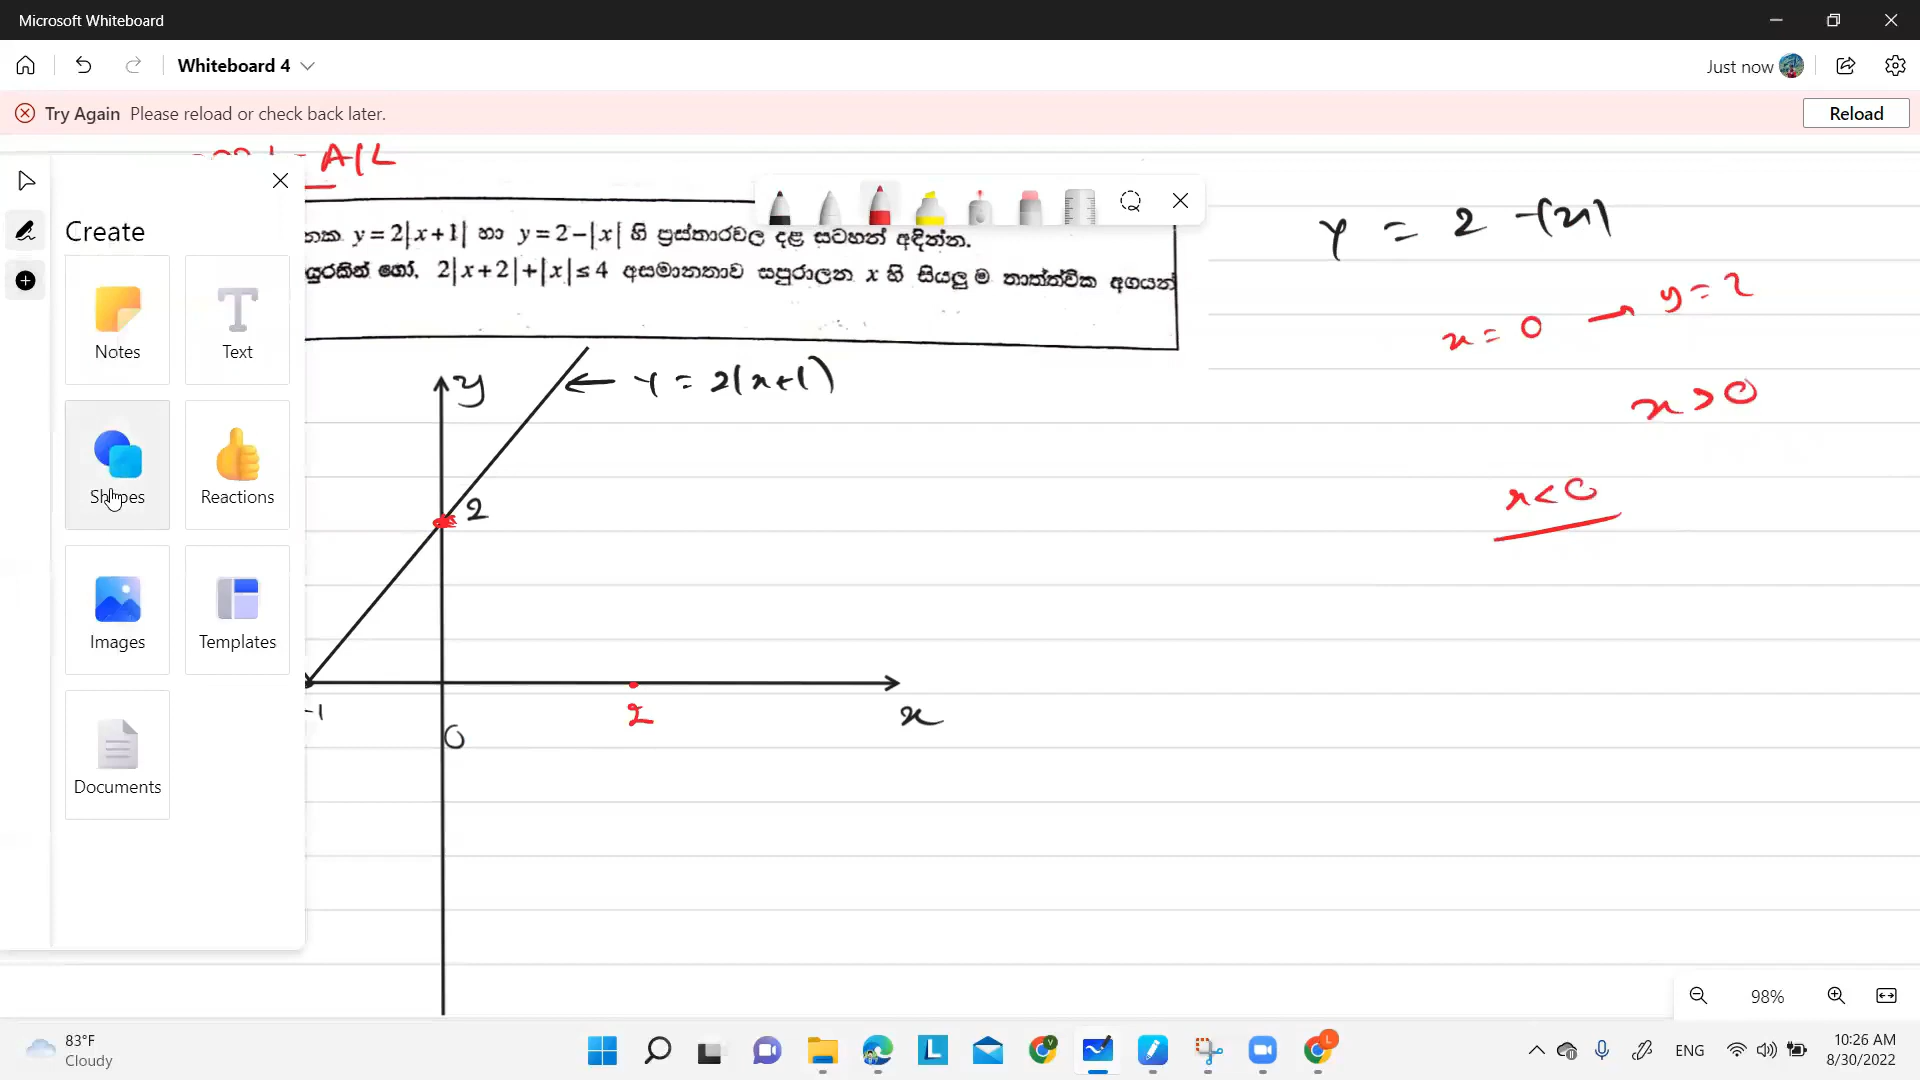 Microsoft Whiteboard
Whiteboard 4
Just now
Try Again Please reload or check back later.
Reload
A/L
Create
Notes
Text
Shapes
Reactions
Images
Templates
Documents
තක y = 2|x+1| හා y = 2−|x| හි ප්‍රස්තාරවල දළ සටහන් අඳින්න.
යුරකින් හෝ, 2|x+2|+|x| ≤ 4 අසමානතාව සපුරාලන x හි සියලු ම තාත්ත්වික අගයන්
y
← y = 2|x+1|
2
-1
0
2
x
y = 2 -|x|
x = 0 → y = 2
x > 0
x < 0
98%
83°F
Cloudy
ENG
10:26 AM
8/30/2022